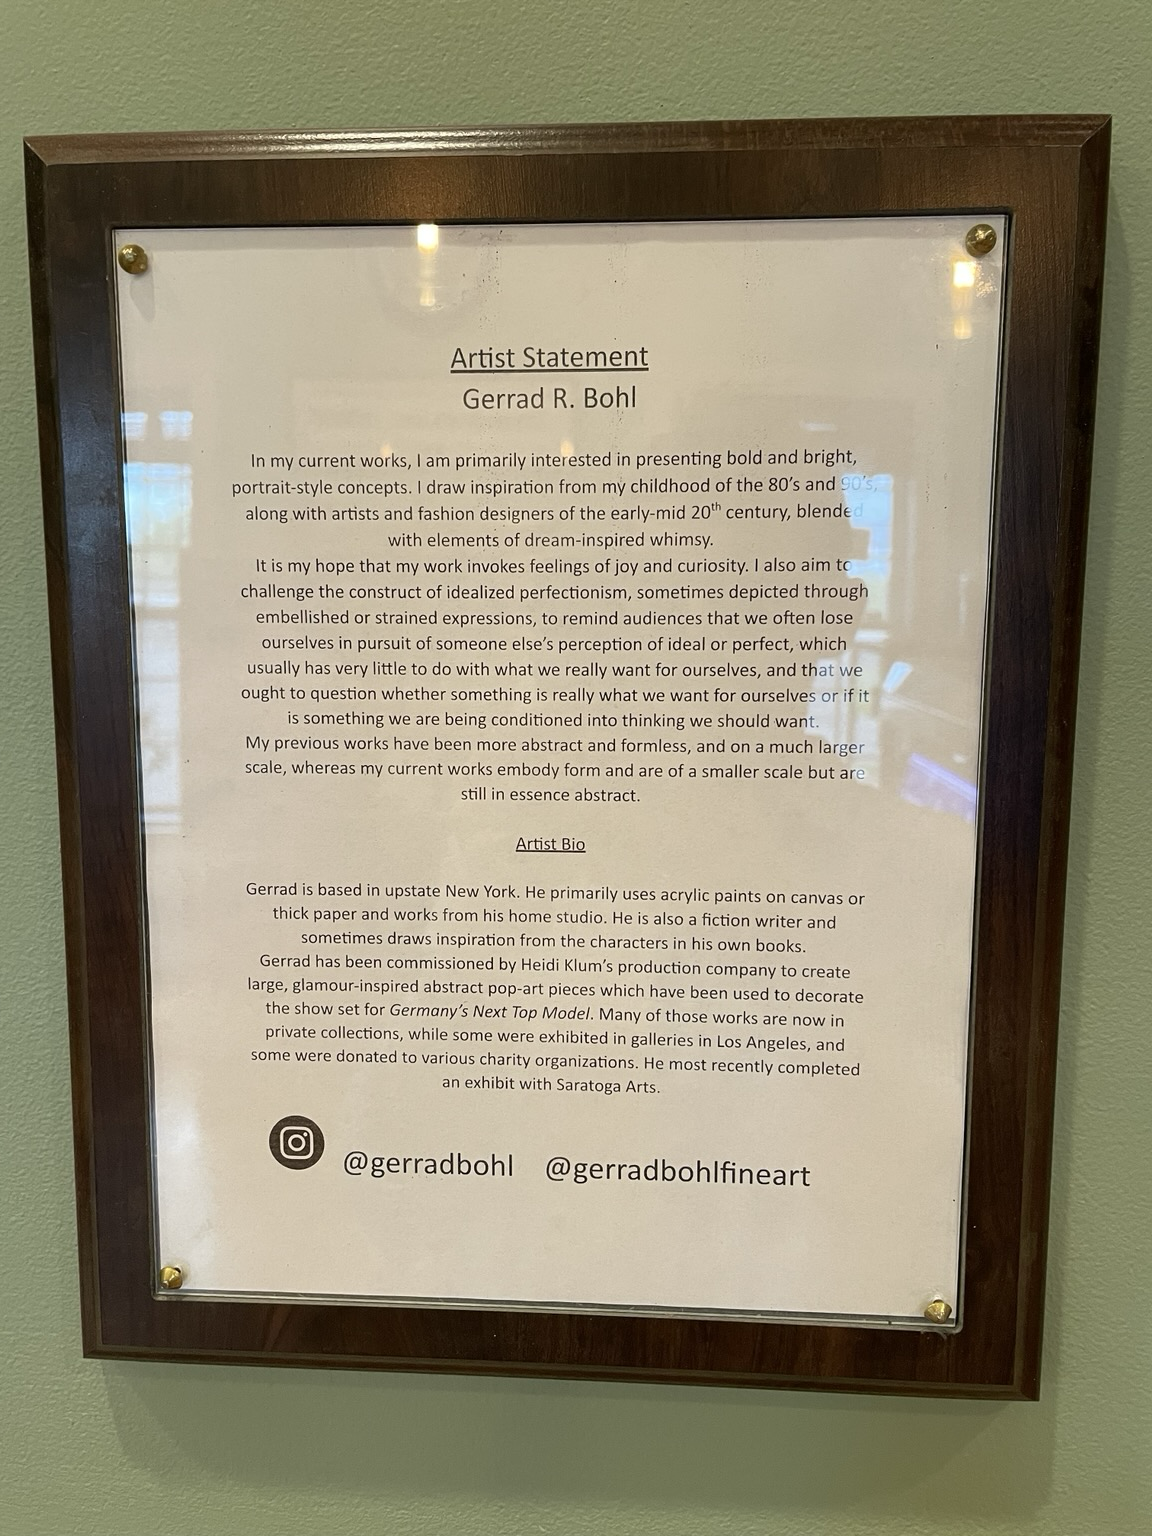 Artist Statement
Gerrad R. Bohl
In my current works, I am primarily interested in presenting bold and bright,
portrait-style concepts. I draw inspiration from my childhood of the 80's and 90's,
along with artists and fashion designers of the early-mid 20th century, blended
with elements of dream-inspired whimsy.
It is my hope that my work invokes feelings of joy and curiosity. I also aim to
challenge the construct of idealized perfectionism, sometimes depicted through
embellished or strained expressions, to remind audiences that we often lose
ourselves in pursuit of someone else's perception of ideal or perfect, which
usually has very little to do with what we really want for ourselves, and that we
ought to question whether something is really what we want for ourselves or if it
is something we are being conditioned into thinking we should want.
My previous works have been more abstract and formless, and on a much larger
scale, whereas my current works embody form and are of a smaller scale but are
still in essence abstract.
Artist Bio
Gerrad is based in upstate New York. He primarily uses acrylic paints on canvas or
thick paper and works from his home studio. He is also a fiction writer and
sometimes draws inspiration from the characters in his own books.
Gerrad has been commissioned by Heidi Klum's production company to create
large, glamour-inspired abstract pop-art pieces which have been used to decorate
the show set for Germany's Next Top Model. Many of those works are now in
private collections, while some were exhibited in galleries in Los Angeles, and
some were donated to various charity organizations. He most recently completed
an exhibit with Saratoga Arts.
@gerradbohl @gerradbohlfineart